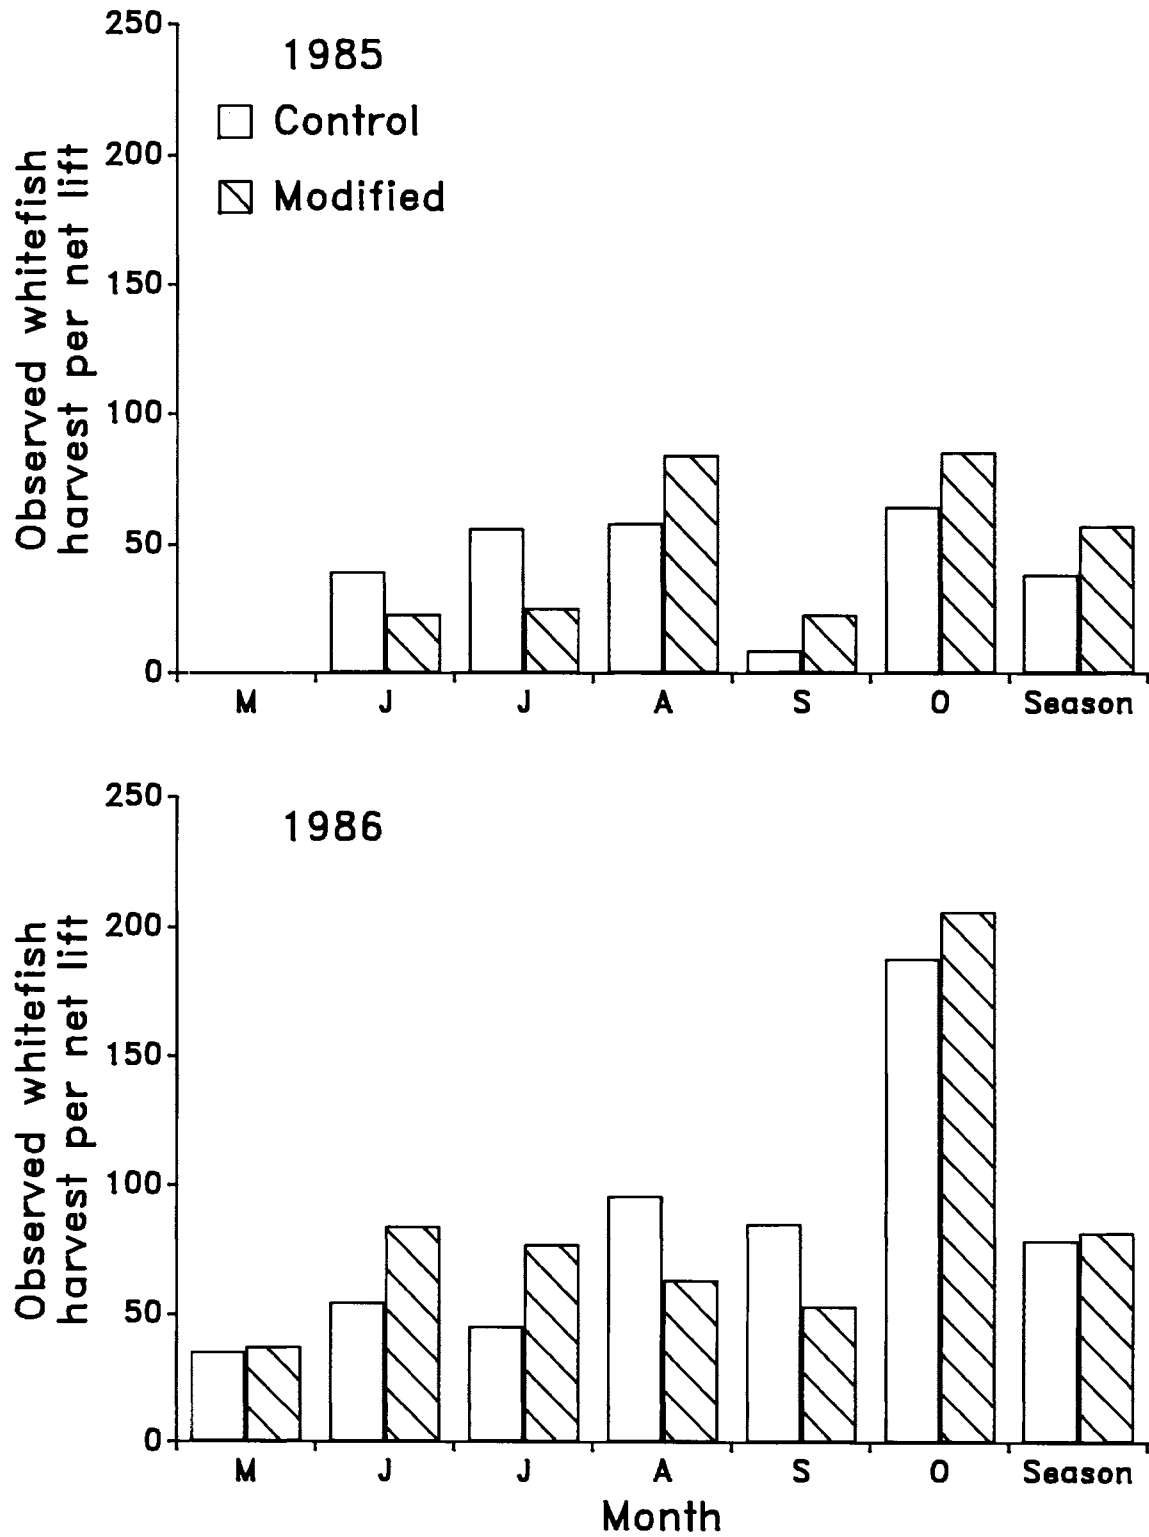 250
1985
Control
200
Modified
150
100
50
0
Observed whitefish
harvest per net lift
M J J A S O Season
250
1986
200
150
100
50
0
Observed whitefish
harvest per net lift
M J J A S O Season
Month